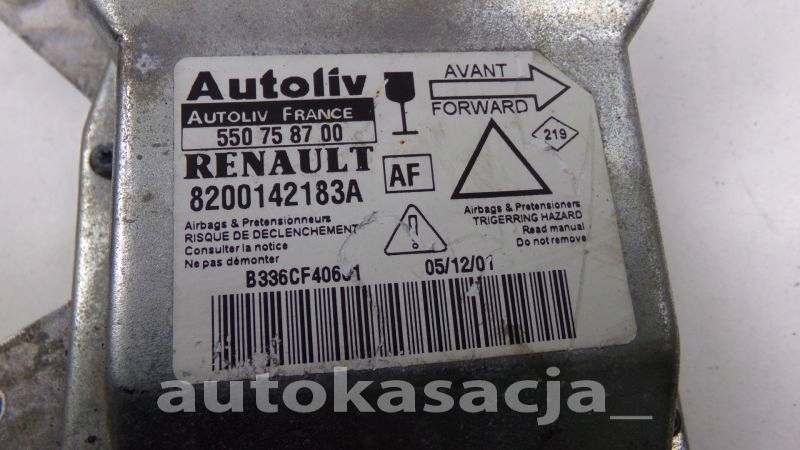 Autoliv
AUTOLIV FRANCE
550 75 87 00
RENAULT
8200142183A
AF
AVANT
FORWARD
219
Airbags & Pretensionneurs
RISQUE DE DECLENCHEMENT
Consulter la notice
Ne pas démonter
Airbags & Pretensioners
TRIGERRING HAZARD
Read manual
Do not remove
05/12/01
autokasacja_